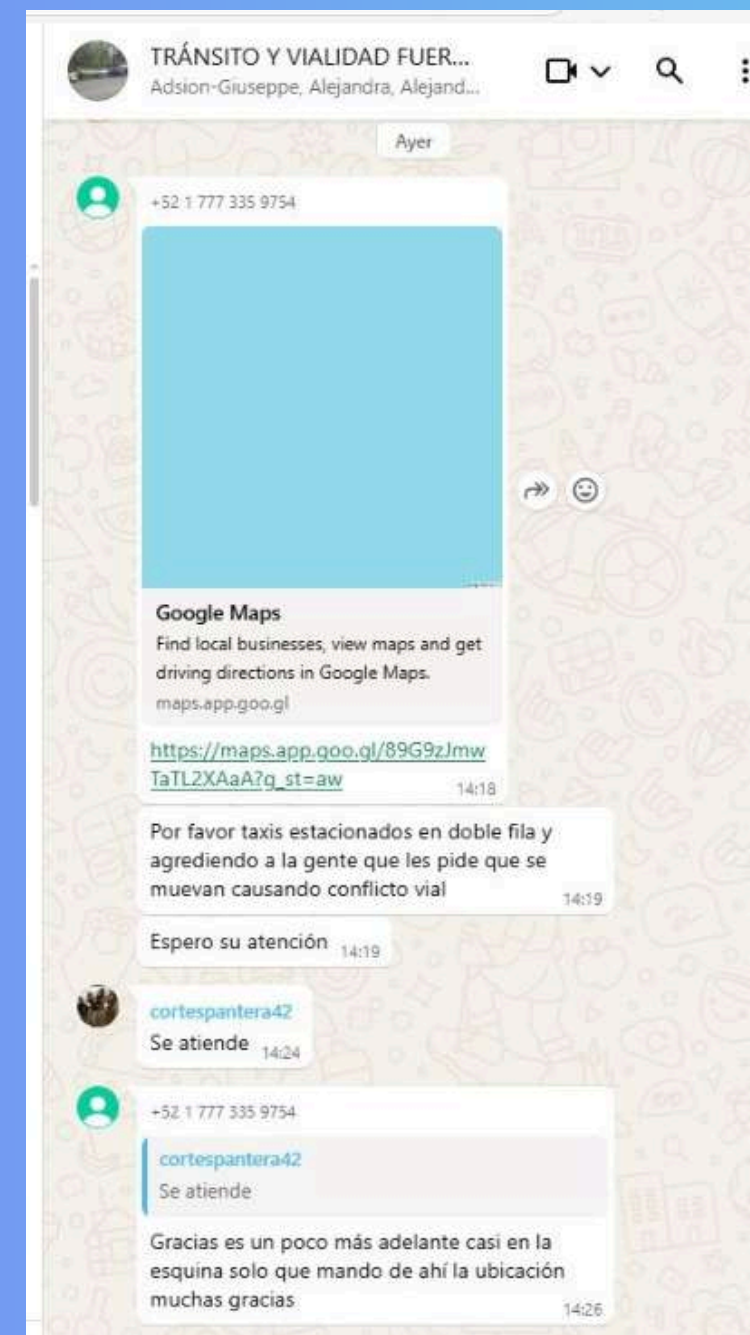 TRÁNSITO Y VIALIDAD FUER...
Adsion-Giuseppe, Alejandra, Alejand...
Ayer
+52 1 777 335 9754
Google Maps
Find local businesses, view maps and get
driving directions in Google Maps.
maps.app.goo.gl
https://maps.app.goo.gl/89G9zJmw
TaTL2XAaA?g_st=aw
14:18
Por favor taxis estacionados en doble fila y
agrediendo a la gente que les pide que se
muevan causando conflicto vial
14:19
Espero su atención 14:19
cortespantera42
Se atiende 14:24
+52 1 777 335 9754
cortespantera42
Se atiende
Gracias es un poco más adelante casi en la
esquina solo que mando de ahí la ubicación
muchas gracias
14:26